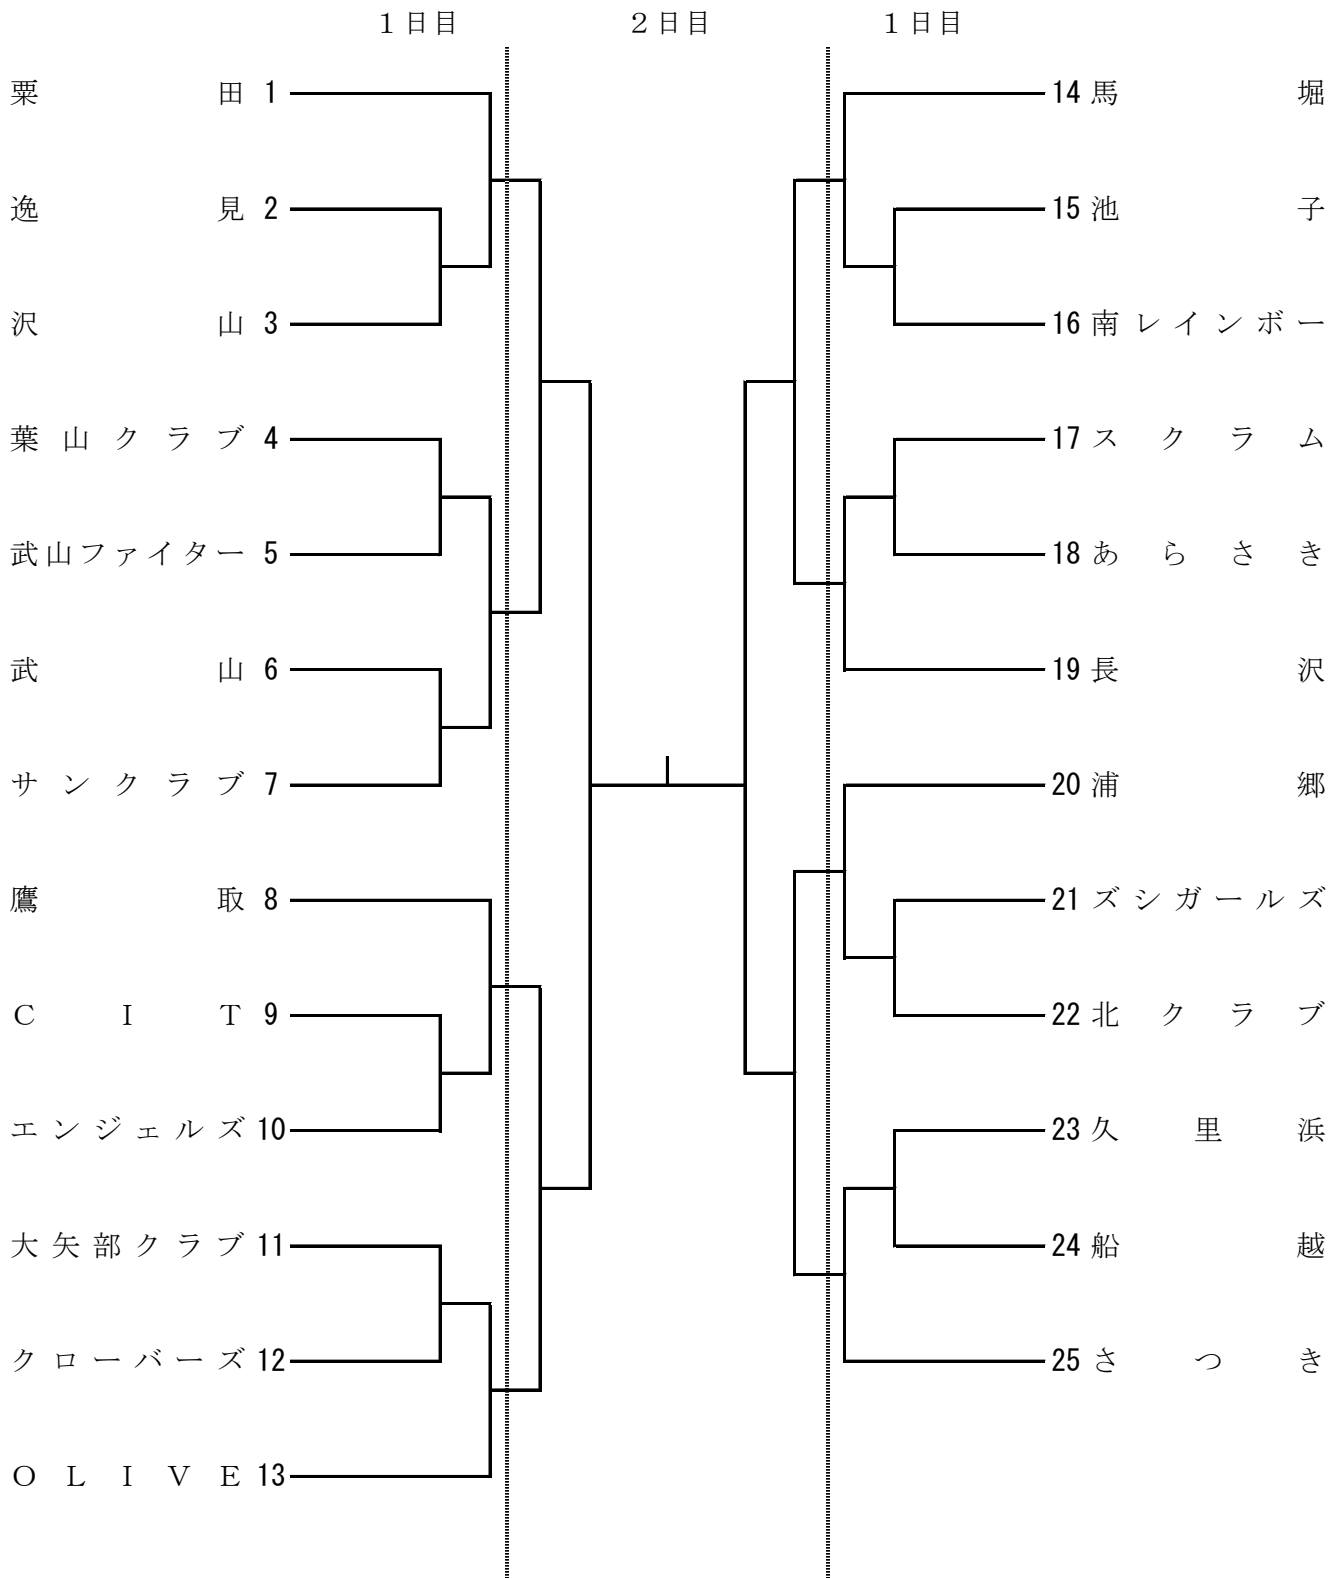 １日目 ２日目 １日目
粟田 1 14 馬堀
逸見 2 15 池子
沢山 3 16 南レインボー
葉山クラブ 4 17 スクラム
武山ファイター 5 18 あらさき
武山 6 19 長沢
サンクラブ 7 20 浦郷
鷹取 8 21 ズシガールズ
ＣＩＴ 9 22 北クラブ
エンジェルズ 10 23 久里浜
大矢部クラブ 11 24 船越
クローバーズ 12 25 さつき
ＯＬＩＶＥ 13